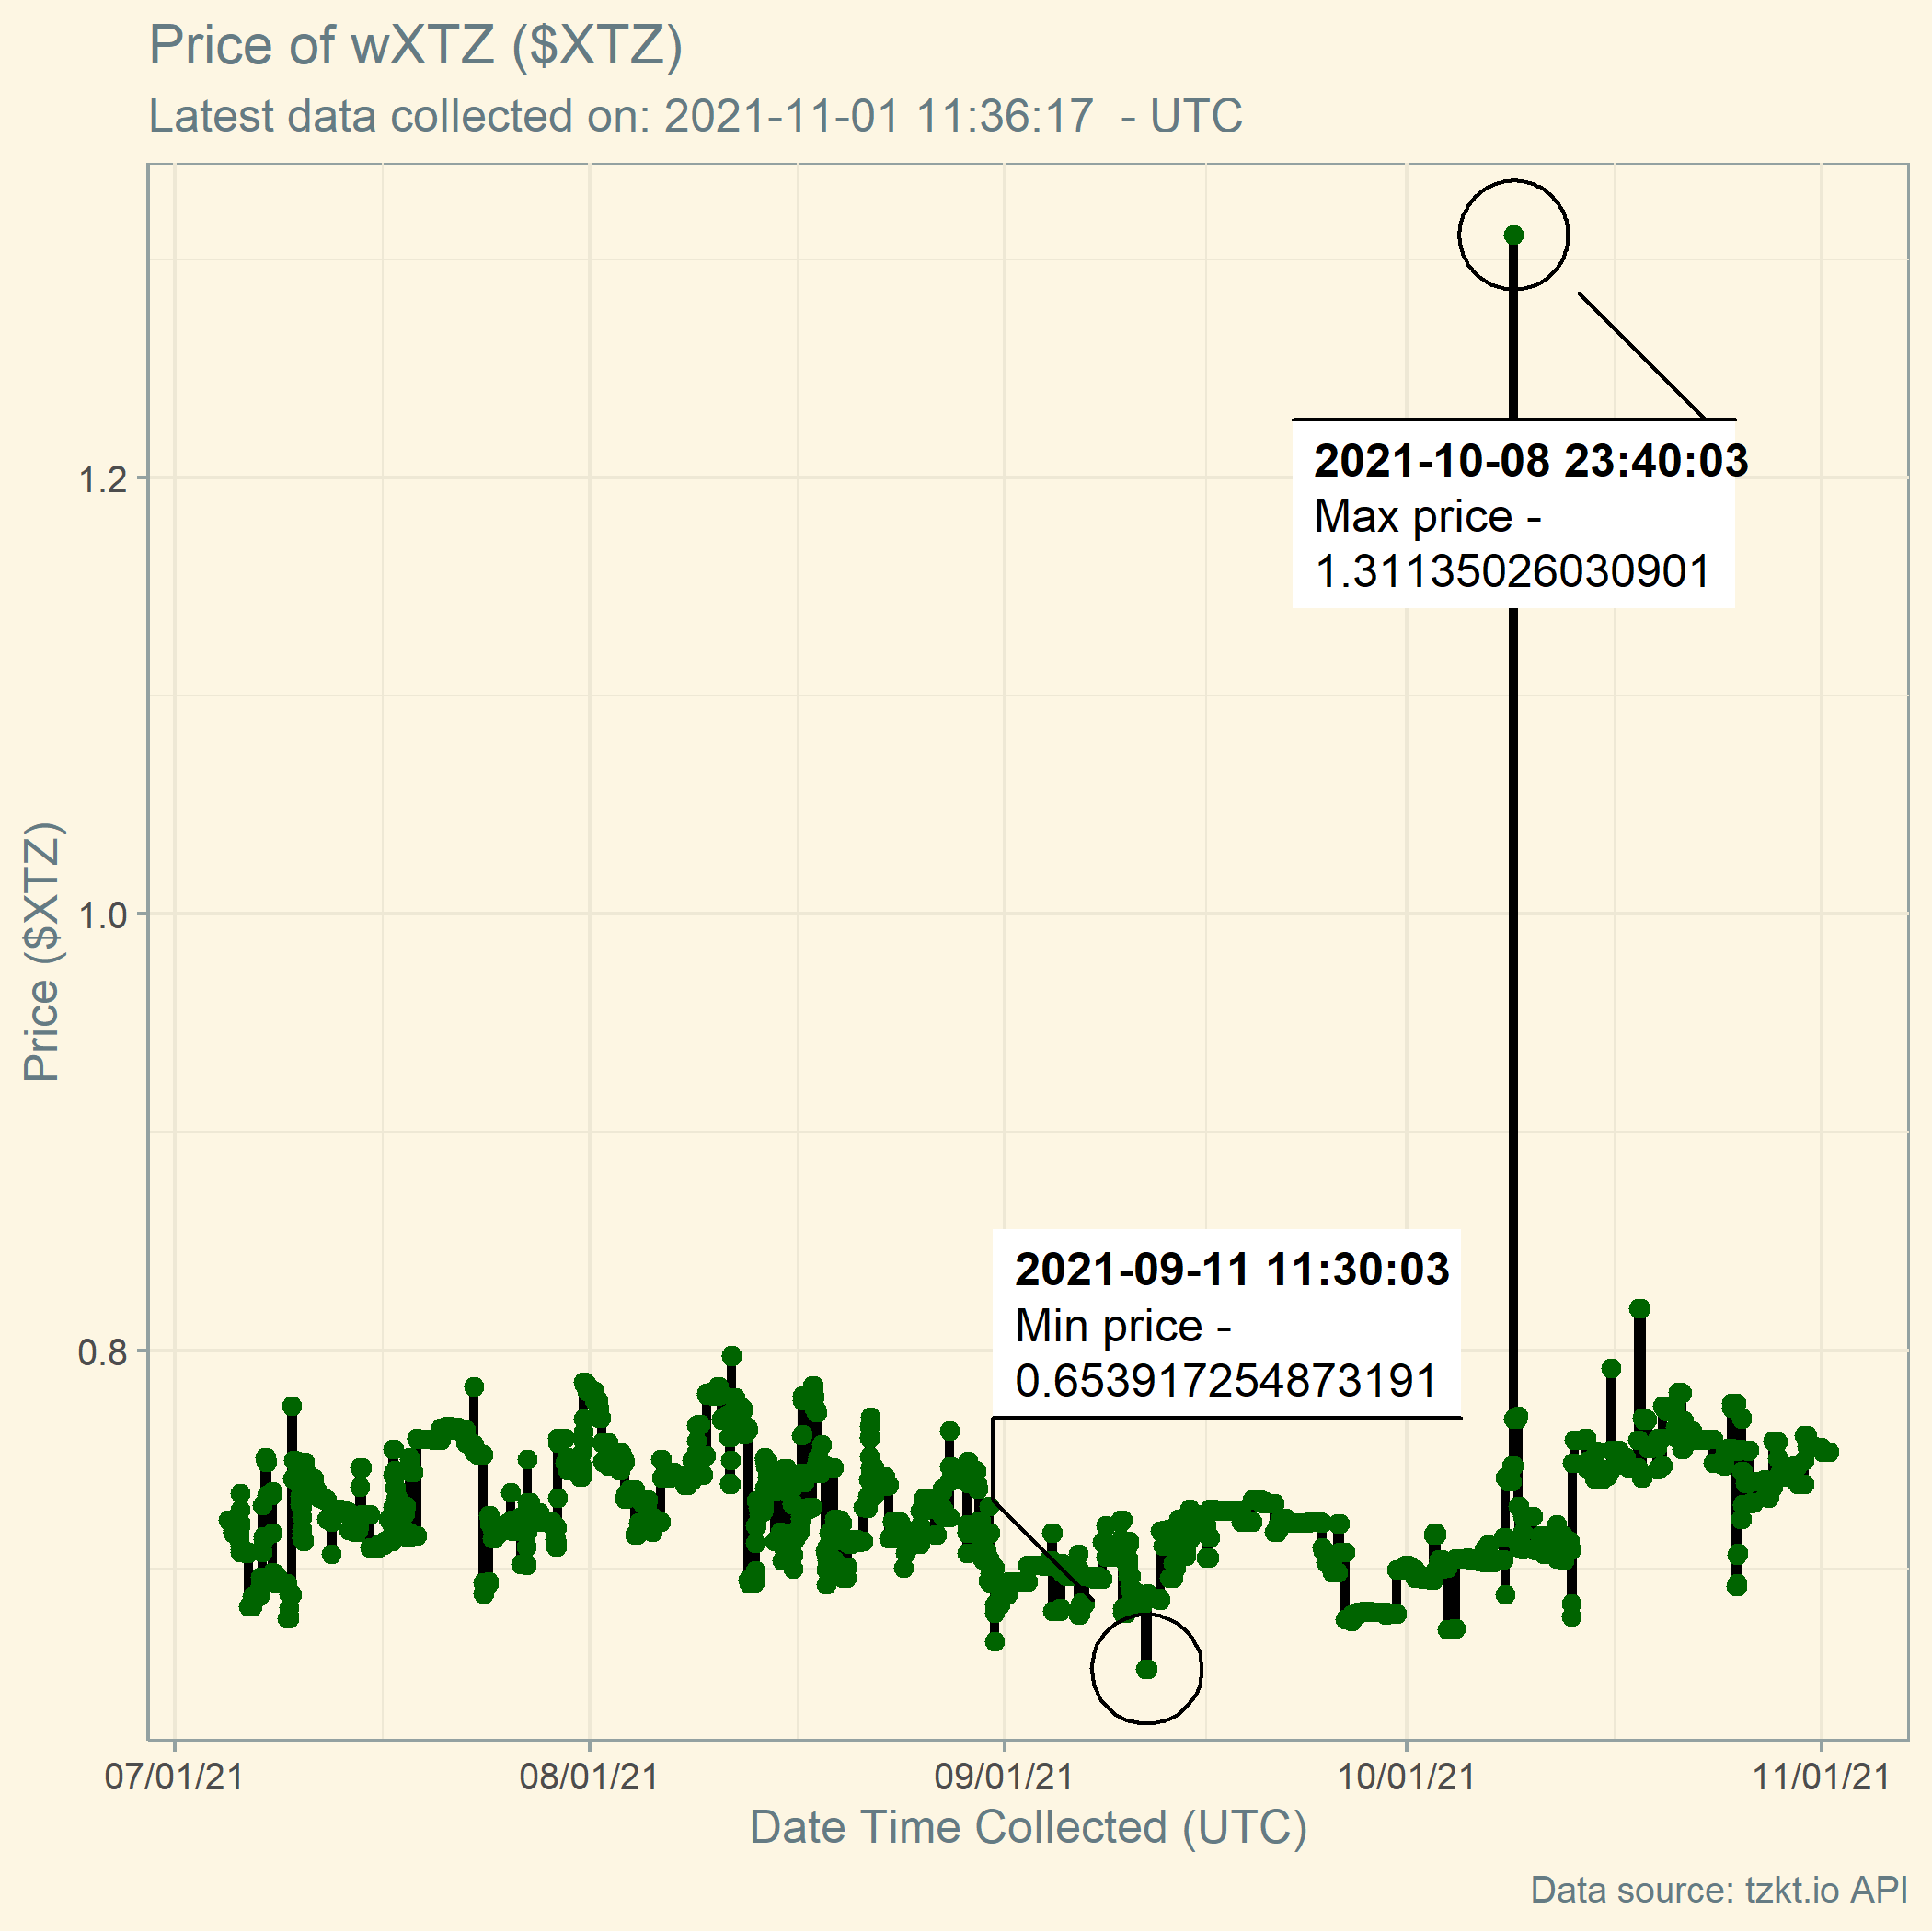 Price of wXTZ ($XTZ)
Latest data collected on: 2021-11-01 11:36:17  - UTC
2021-10-08 23:40:03
Max price -
1.31135026030901
2021-09-11 11:30:03
Min price -
0.653917254873191
Price ($XTZ)
1.2
1.0
0.8
07/01/21
08/01/21
09/01/21
10/01/21
11/01/21
Date Time Collected (UTC)
Data source: tzkt.io API